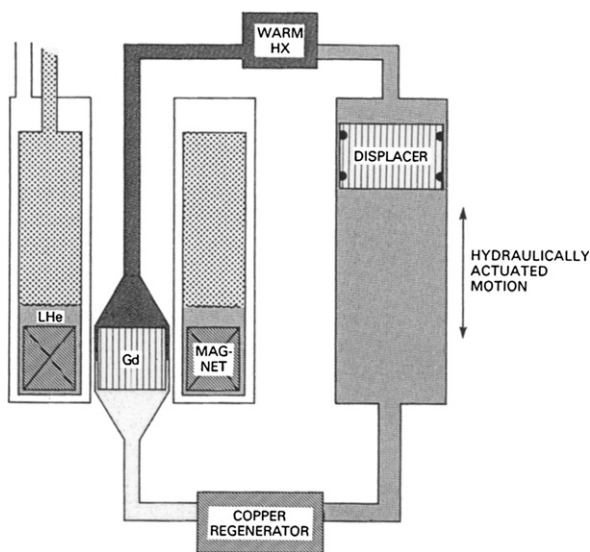 WARM
HX
DISPLACER
HYDRAULICALLY
ACTUATED
MOTION
LHe
Gd
MAG-
NET
COPPER
REGENERATOR